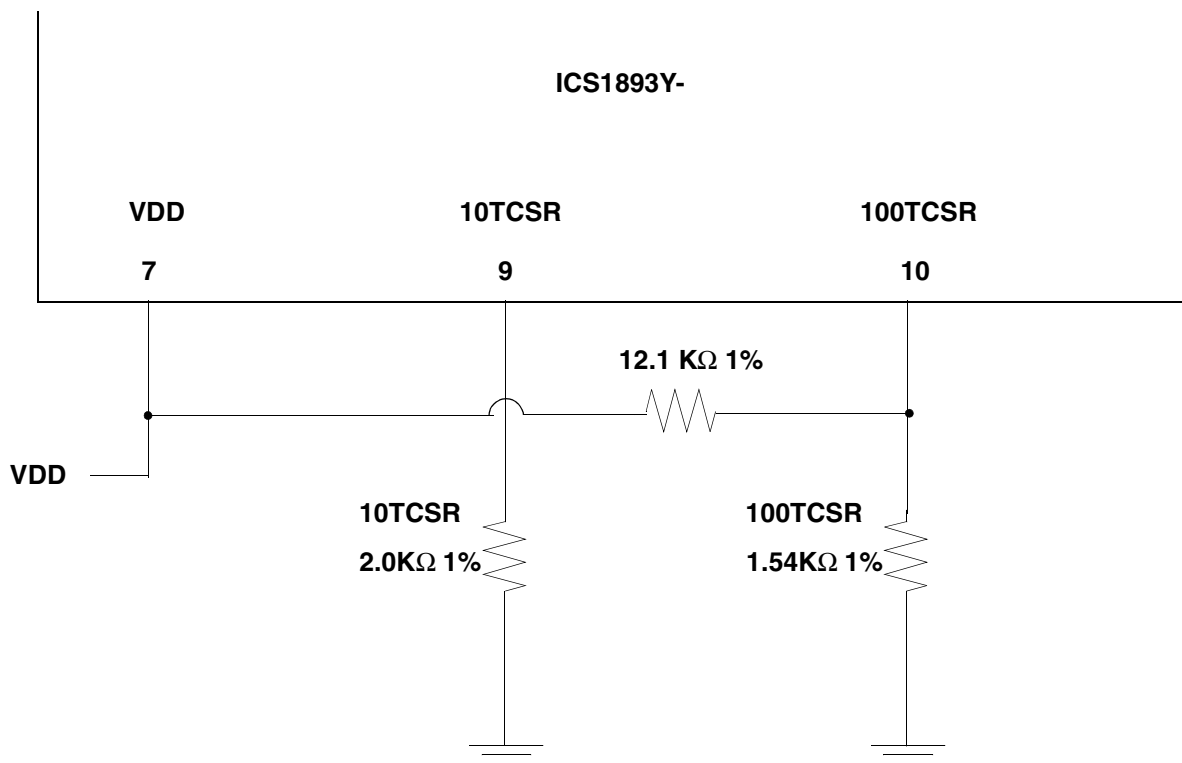 ICS1893Y-
VDD 10TCSR 100TCSR
7 9 10
12.1 KΩ 1%
VDD
10TCSR 100TCSR
2.0KΩ 1% 1.54KΩ 1%